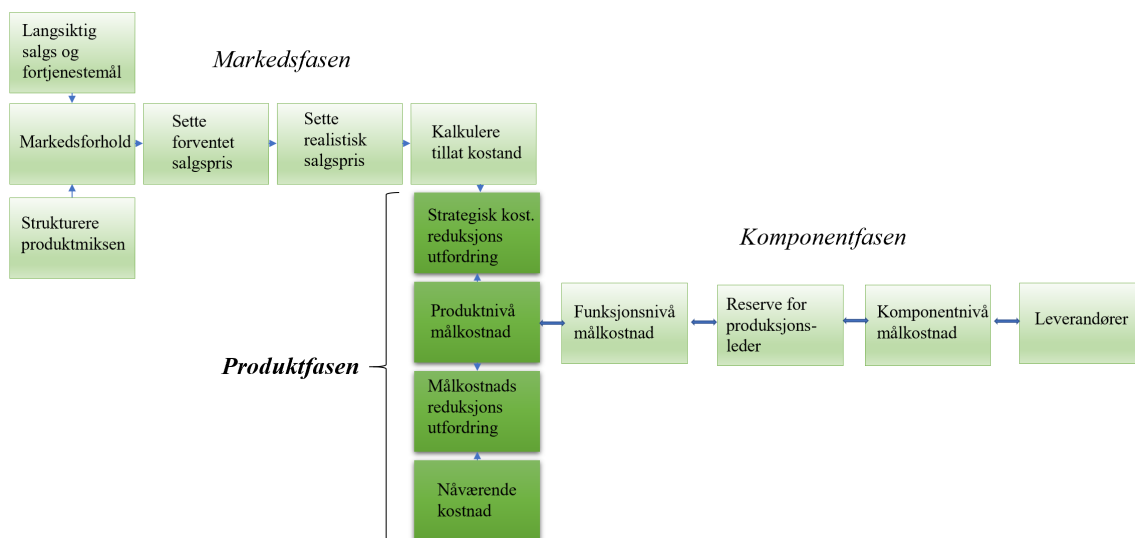 Langsiktig
salgs og
fortjenestemål
Markedsfasen
Markedsforhold
Sette
forventet
salgspris
Sette
realistisk
salgspris
Kalkulere
tillat kostand
Strukturere
produktmiksen
Strategisk kost.
reduksjons
utfordring
Komponentfasen
Produktnivå
målkostnad
Funksjonsnivå
målkostnad
Reserve for
produksjons-
leder
Komponentnivå
målkostnad
Leverandører
Produktfasen
Målkostnads
reduksjons
utfordring
Nåværende
kostnad